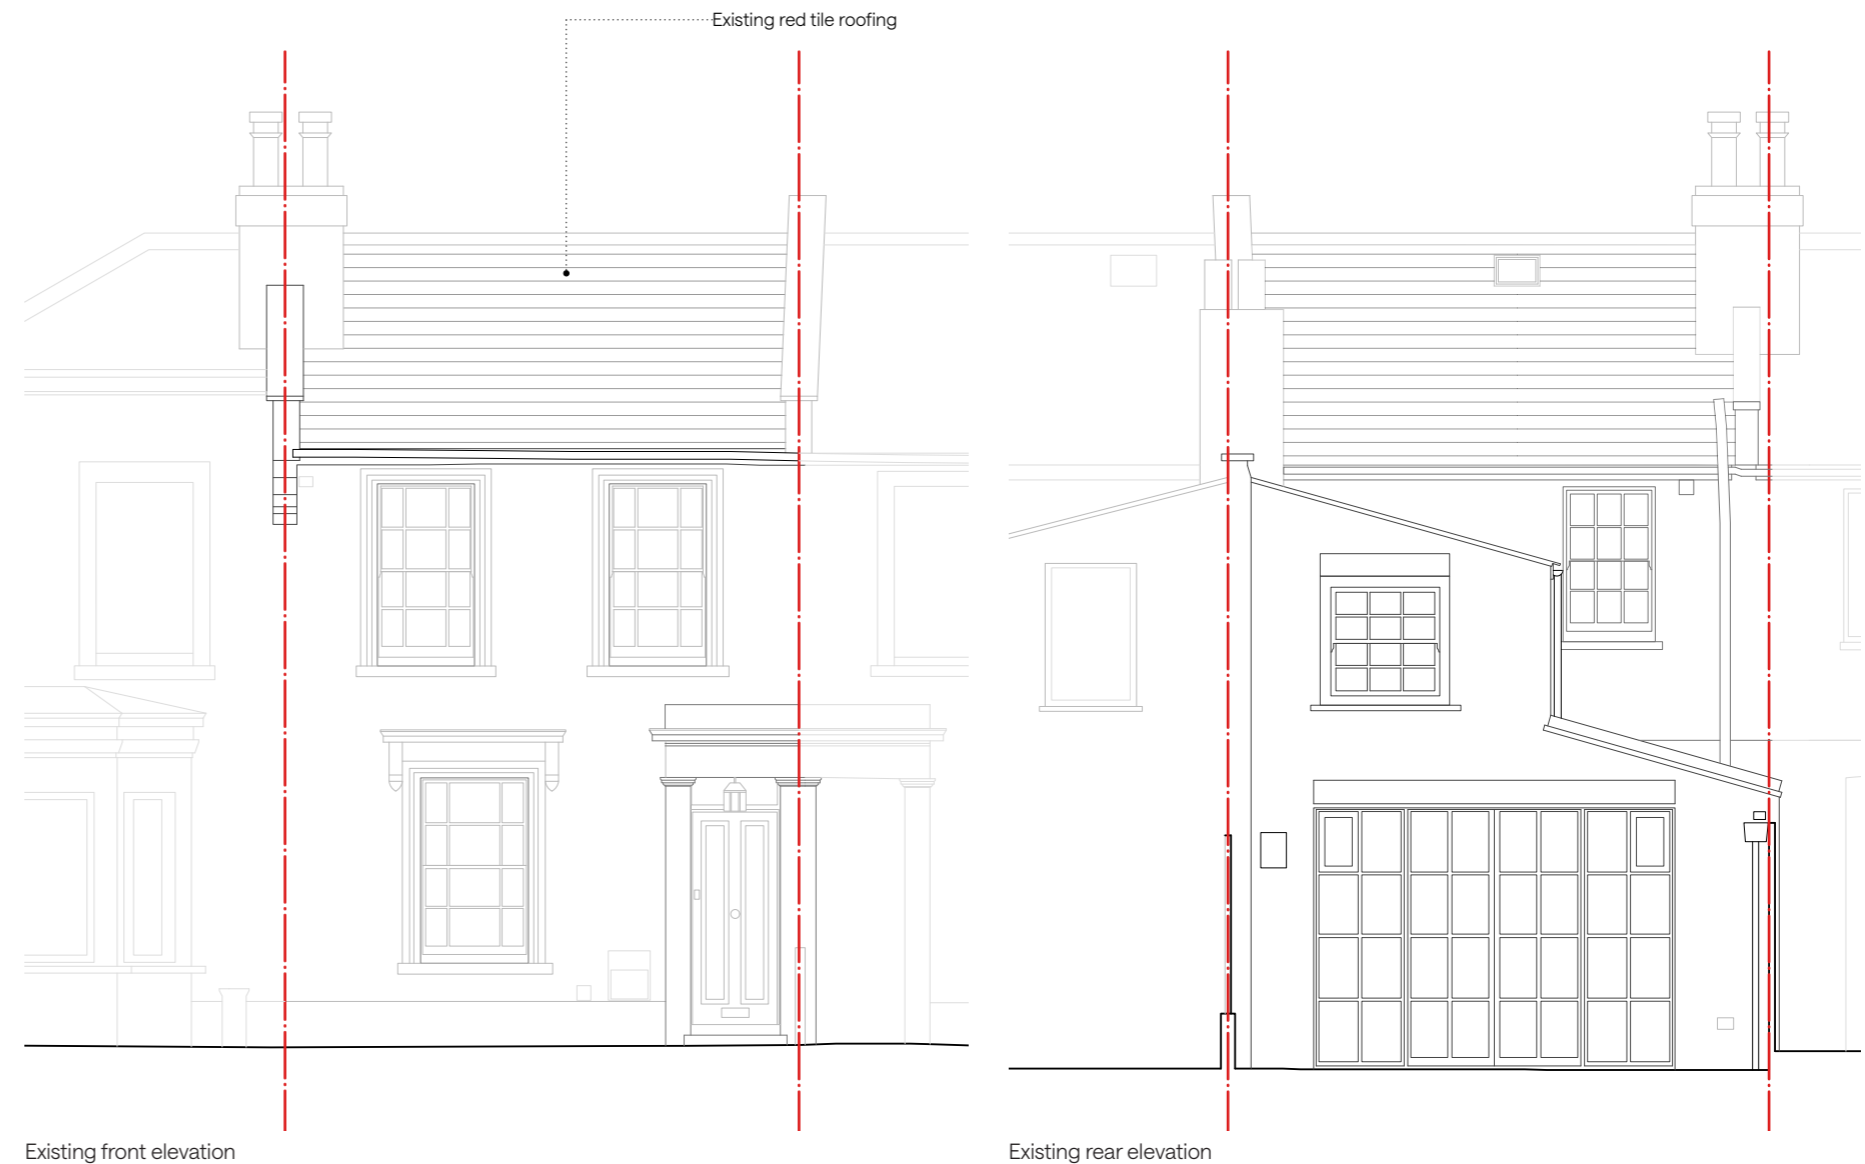 Existing red tile roofing
Existing front elevation
Existing rear elevation